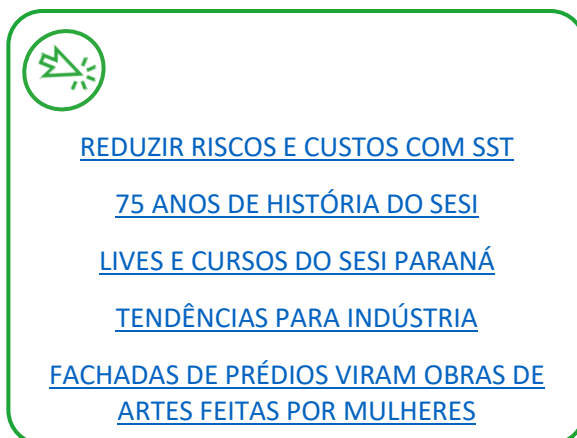 REDUZIR RISCOS E CUSTOS COM SST
75 ANOS DE HISTÓRIA DO SESI
LIVES E CURSOS DO SESI PARANÁ
TENDÊNCIAS PARA INDÚSTRIA
FACHADAS DE PRÉDIOS VIRAM OBRAS DE
ARTES FEITAS POR MULHERES